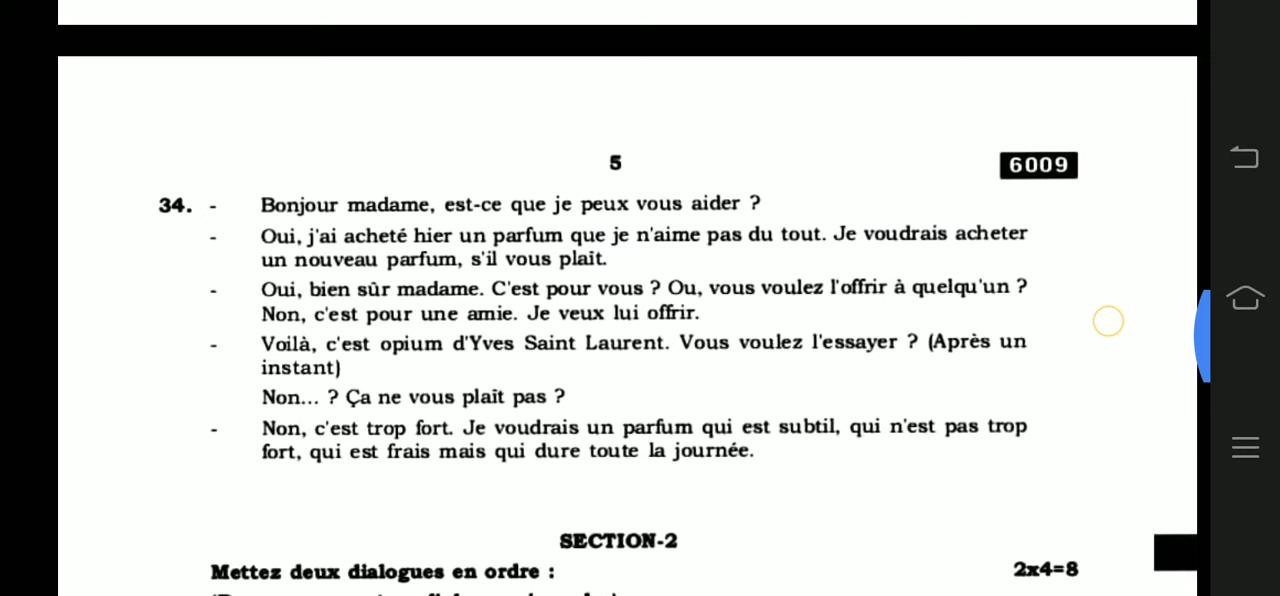 5
6009
34. - Bonjour madame, est-ce que je peux vous aider ?
- Oui, j'ai acheté hier un parfum que je n'aime pas du tout. Je voudrais acheter
un nouveau parfum, s'il vous plaît.
- Oui, bien sûr madame. C'est pour vous ? Ou, vous voulez l'offrir à quelqu'un ?
Non, c'est pour une amie. Je veux lui offrir.
- Voilà, c'est opium d'Yves Saint Laurent. Vous voulez l'essayer ? (Après un
instant)
Non... ? Ça ne vous plaît pas ?
- Non, c'est trop fort. Je voudrais un parfum qui est subtil, qui n'est pas trop
fort, qui est frais mais qui dure toute la journée.
SECTION-2
Mettez deux dialogues en ordre : 2x4=8